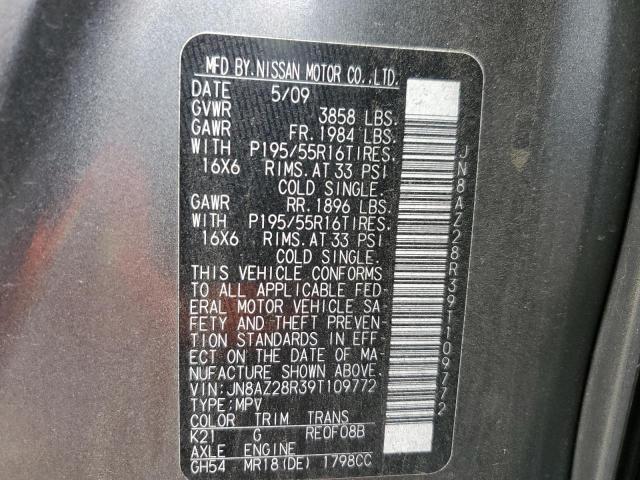 MFD BY.NISSAN MOTOR CO.,LTD.
DATE 5/09
GVWR 3858 LBS.
GAWR FR.1984 LBS.
WITH P195/55R16TIRES.
16X6 RIMS.AT 33 PSI
COLD SINGLE.
GAWR RR.1896 LBS.
WITH P195/55R16TIRES.
16X6 RIMS.AT 33 PSI
COLD SINGLE.
THIS VEHICLE CONFORMS
TO ALL APPLICABLE FED-
ERAL MOTOR VEHICLE SA-
FETY AND THEFT PREVEN-
TION STANDARDS IN EFF-
ECT ON THE DATE OF MA-
NUFACTURE SHOWN ABOVE.
VIN:JN8AZ28R39T109772
TYPE:MPV
COLOR TRIM TRANS
K21 G RE0F08B
AXLE ENGINE
GH54 MR18(DE) 1798CC
JN8AZ28R39T109772